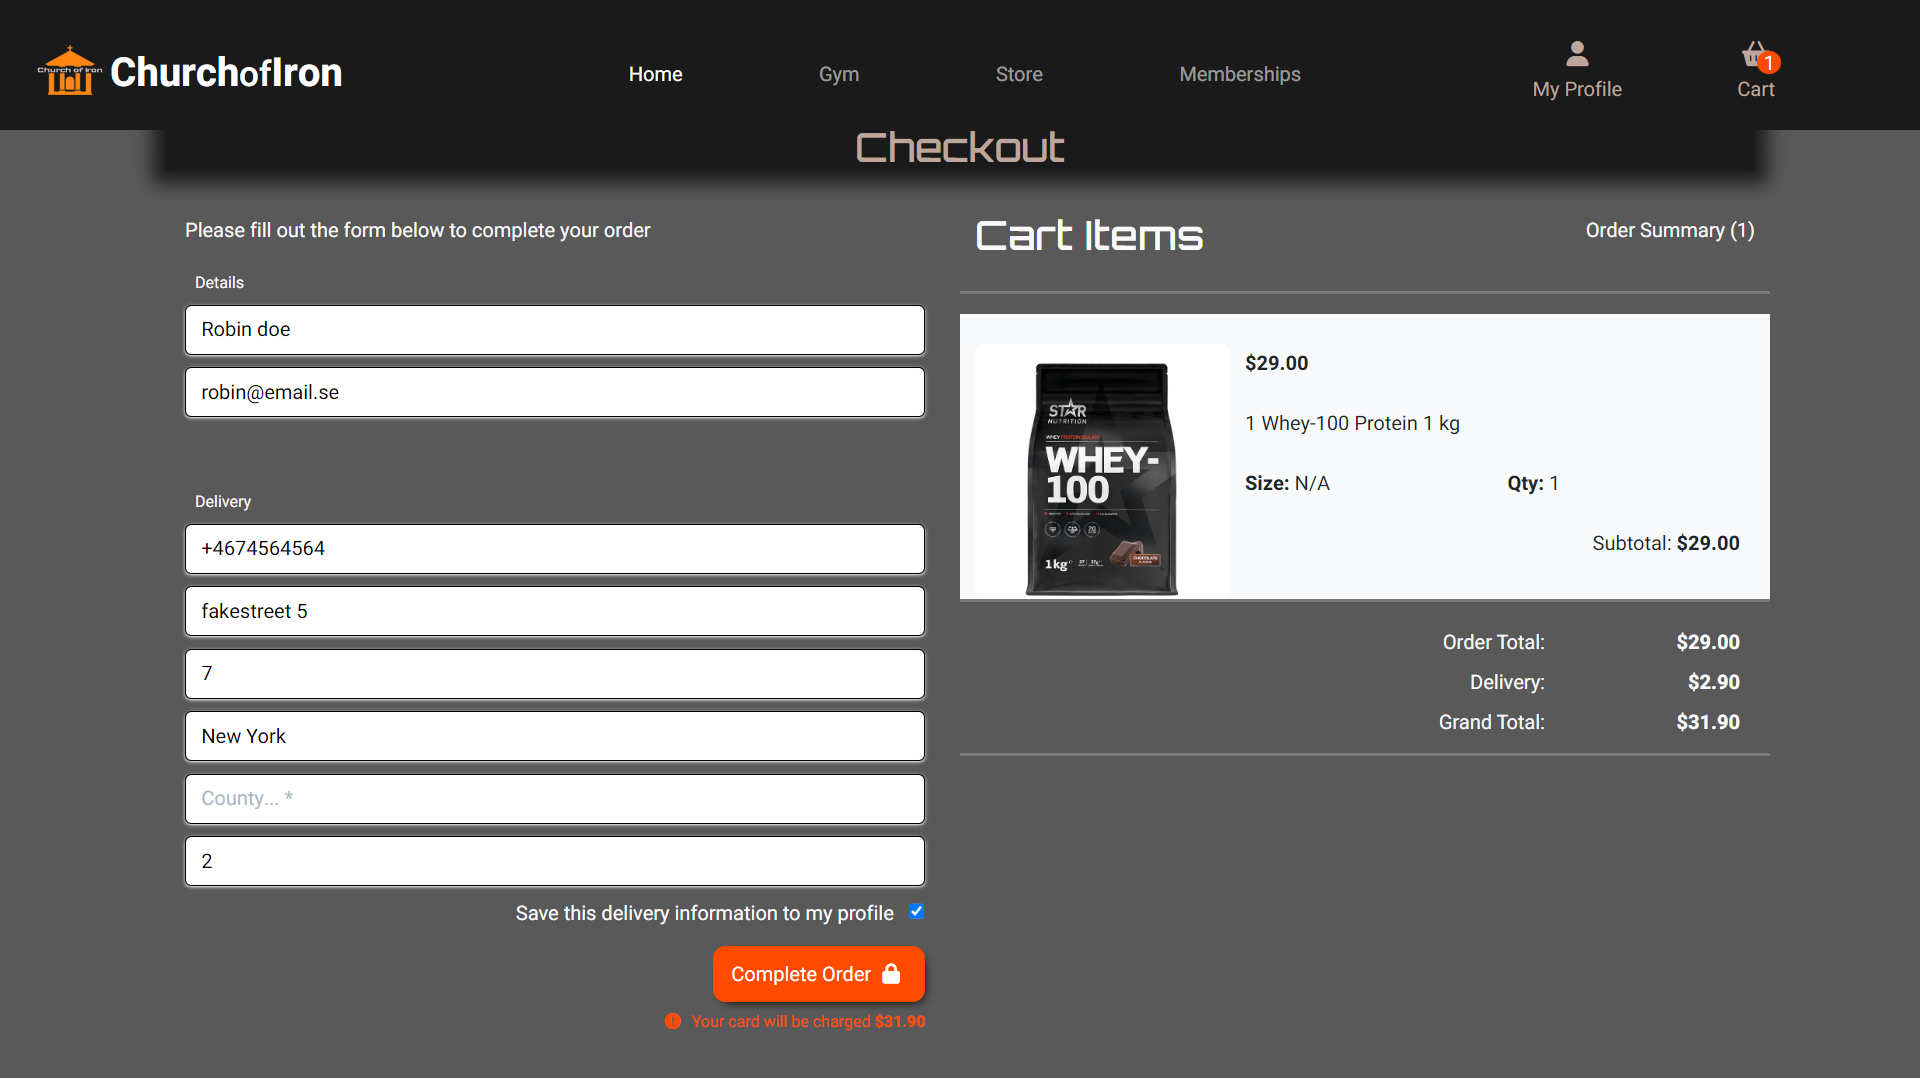 Church of Iron
ChurchofIron
Home
Gym
Store
Memberships
My Profile
1
Cart
Checkout
Please fill out the form below to complete your order
Details
Robin doe
robin@email.se
Delivery
+4674564564
fakestreet 5
7
New York
County... *
2
Save this delivery information to my profile
Complete Order
Your card will be charged $31.90
Cart Items
Order Summary (1)
STAR
NUTRITION
WHEY PROTEIN ISOLATE
WHEY-
100
1kg
CHOCOLATE
$29.00
1 Whey-100 Protein 1 kg
Size: N/A
Qty: 1
Subtotal: $29.00
Order Total: $29.00
Delivery: $2.90
Grand Total: $31.90